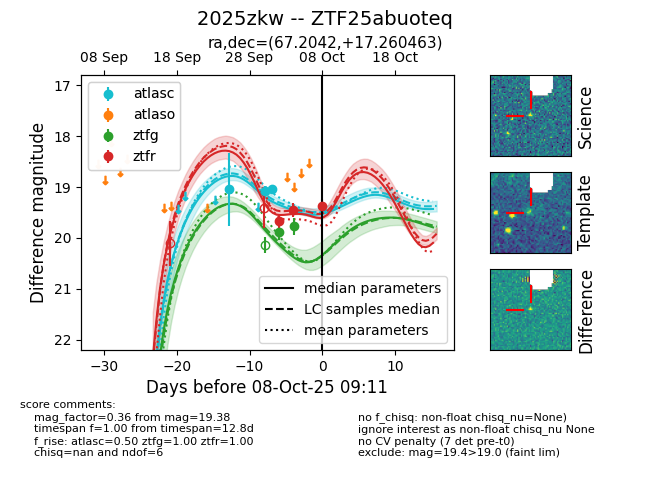 2025zkw -- ZTF25abuoteq
ra,dec=(67.2042,+17.260463)
08 Sep 18 Sep 28 Sep 08 Oct 18 Oct
17
18
19
20
21
22
Difference magnitude
atlasc
atlaso
ztfg
ztfr
median parameters
LC samples median
mean parameters
−30 −20 −10 0 10
Days before 08-Oct-25 09:11
Science
Template
Difference
score comments:
mag_factor=0.36 from mag=19.38
timespan f=1.00 from timespan=12.8d
f_rise: atlasc=0.50 ztfg=1.00 ztfr=1.00
chisq=nan and ndof=6
no f_chisq: non-float chisq_nu=None)
ignore interest as non-float chisq_nu None
no CV penalty (7 det pre-t0)
exclude: mag=19.4>19.0 (faint lim)